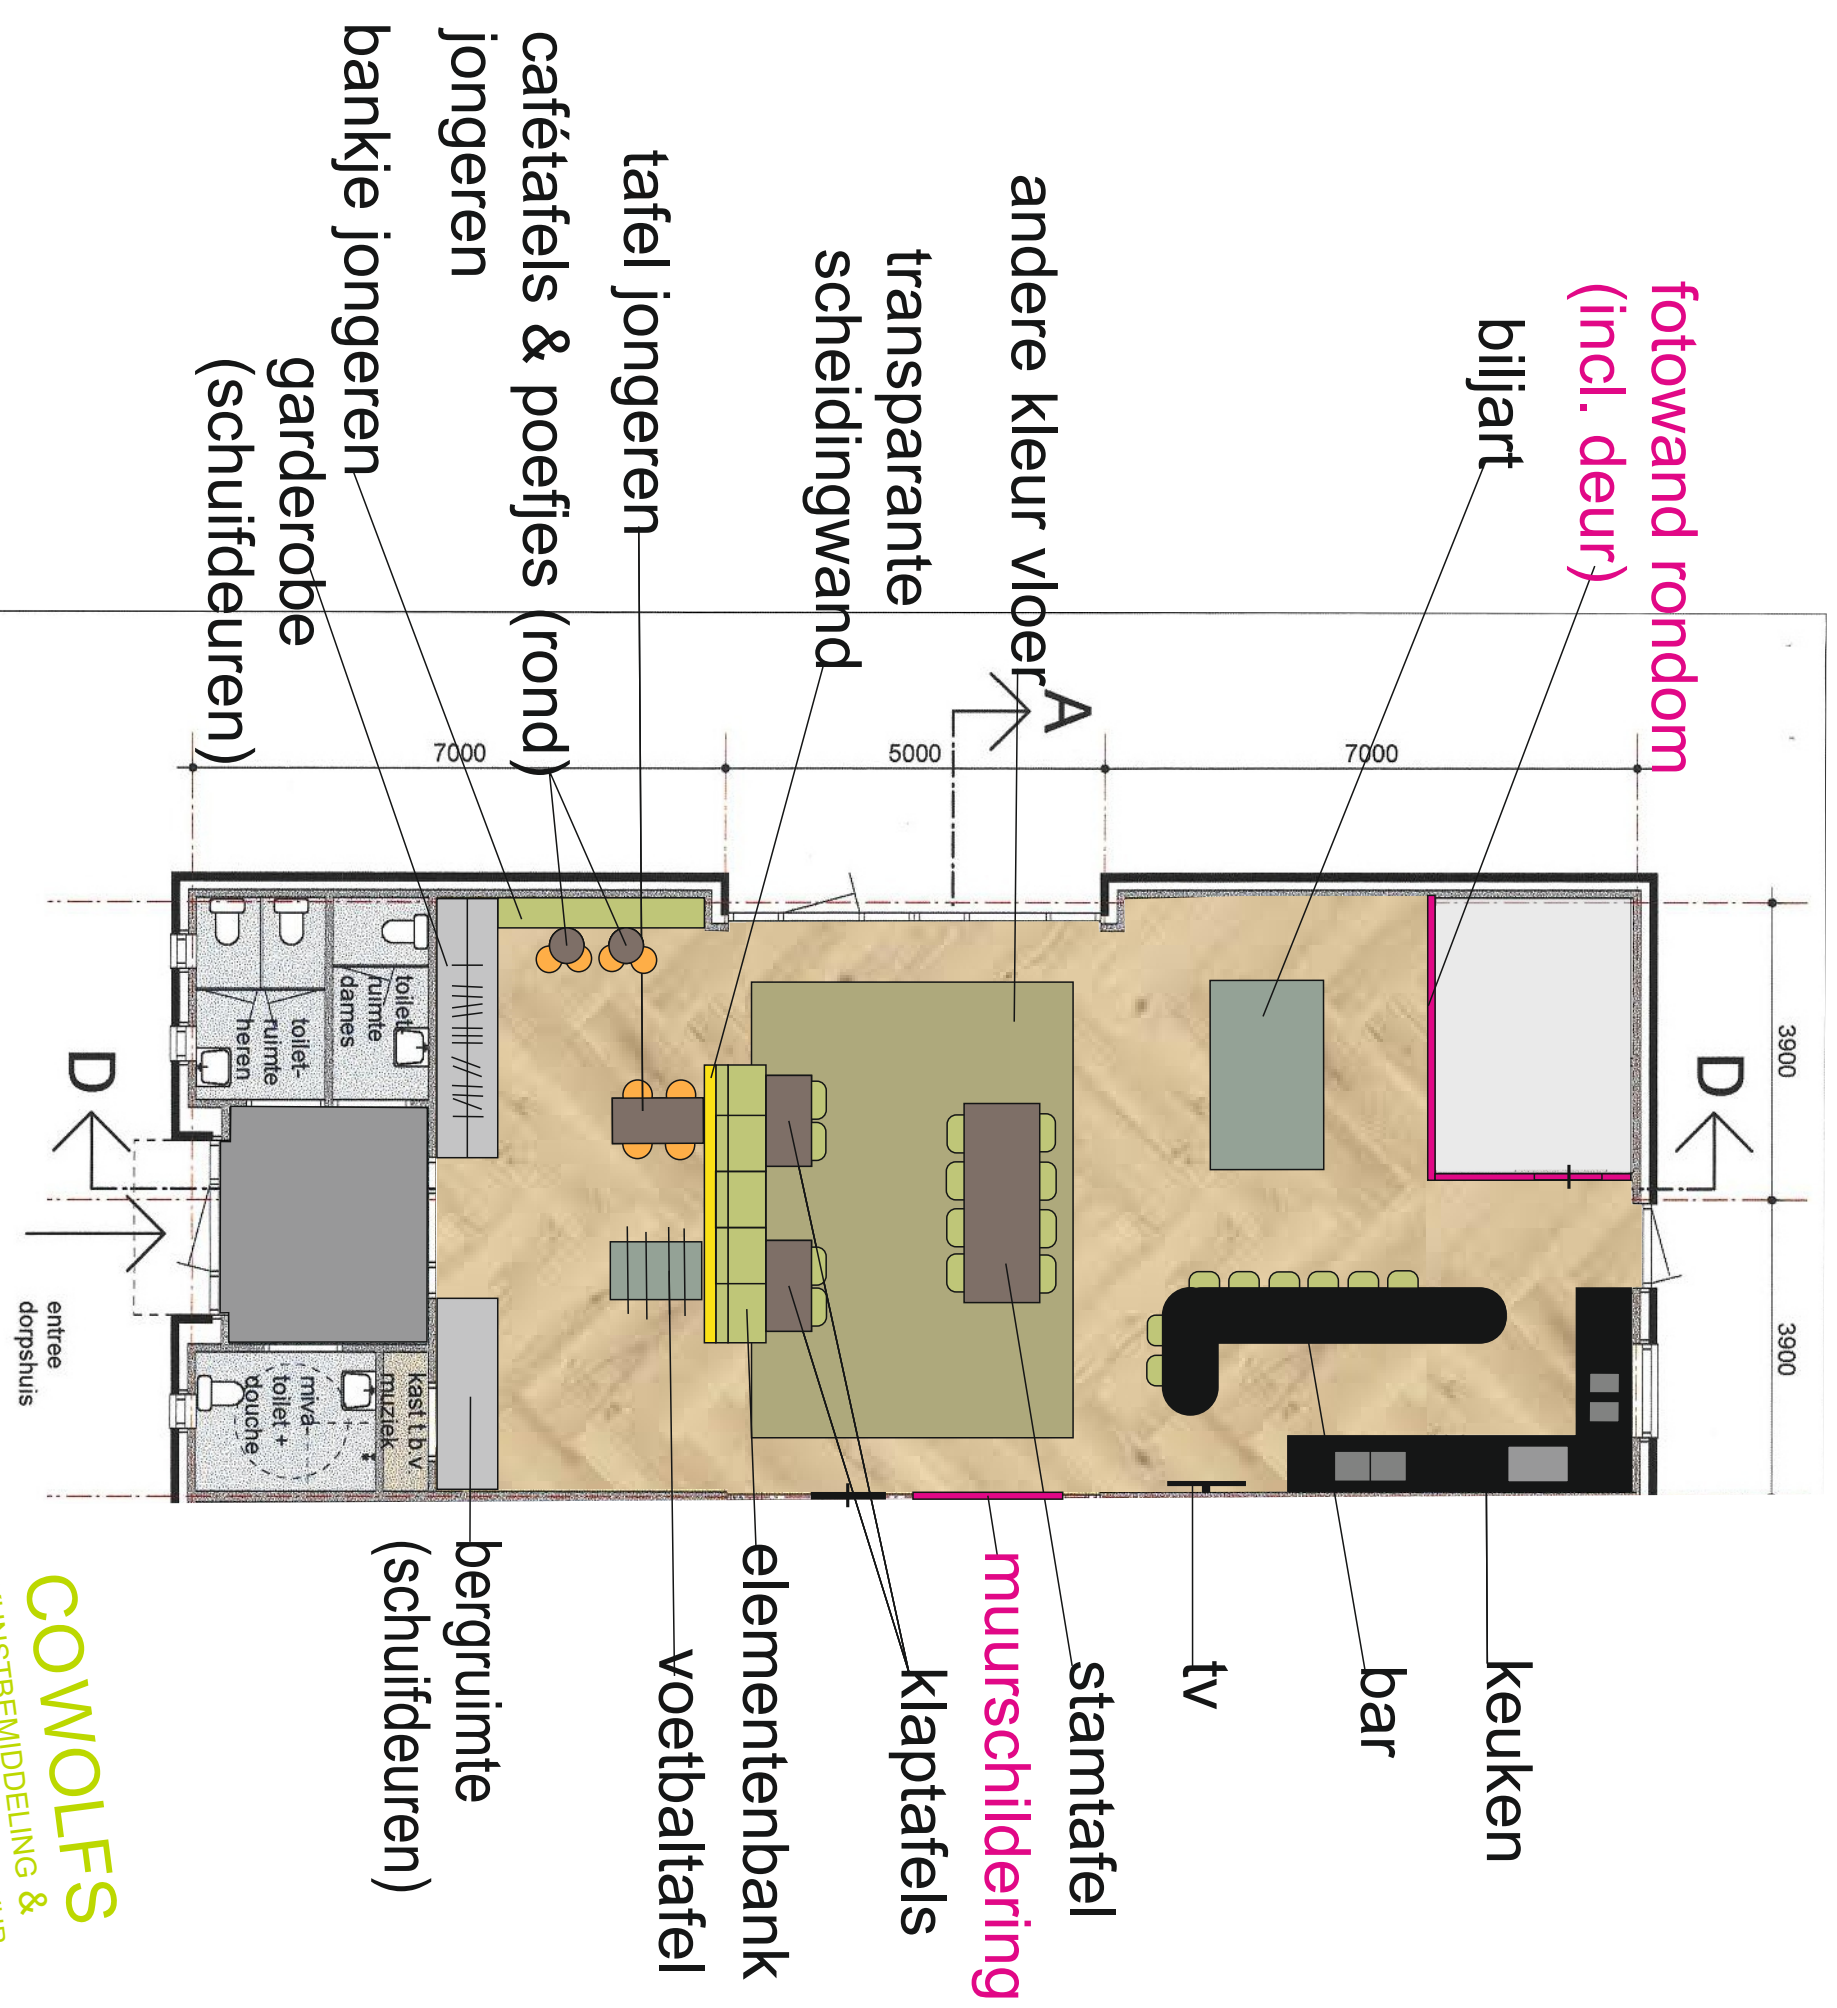 fotowand rondom
(incl. deur)
biljart
andere kleur vloer
transparante
scheidingwand
tafel jongeren
cafétafels & poefjes (rond)
jongeren
bankje jongeren
garderobe
(schuifdeuren)
7000
5000
7000
A
3900
3900
D
D
toilet-
ruimte
dames
toilet-
ruimte
heren
miva-
toilet +
douche
kast t.b.v.
muziek
entree
dorpshuis
keuken
bar
tv
stamtafel
muurschildering
klaptafels
elementenbank
voetbaltafel
bergruimte
(schuifdeuren)
COWOLFS
KUNSTBEMIDDELING &